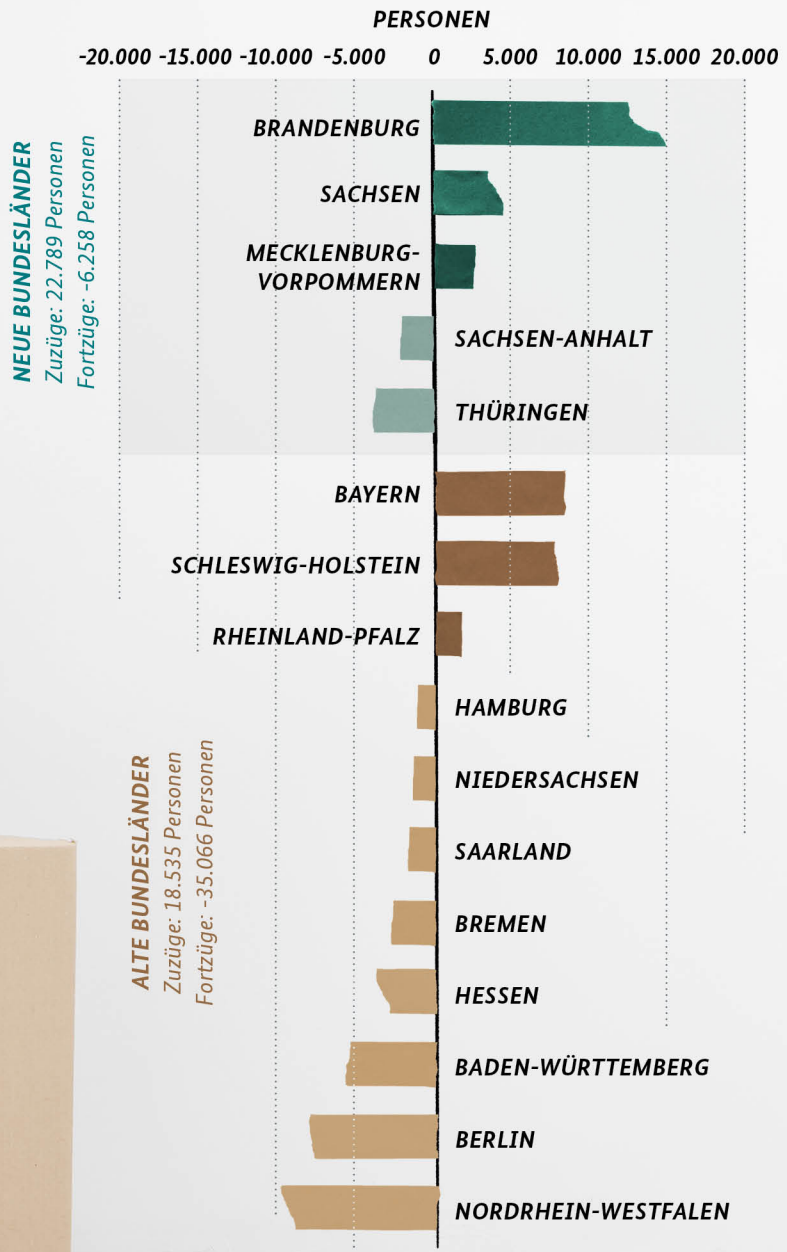 PERSONEN
-20.000 -15.000 -10.000 -5.000 0 5.000 10.000 15.000 20.000
NEUE BUNDESLÄNDER
Zuzüge: 22.789 Personen
Fortzüge: -6.258 Personen
BRANDENBURG
SACHSEN
MECKLENBURG-
VORPOMMERN
SACHSEN-ANHALT
THÜRINGEN
BAYERN
SCHLESWIG-HOLSTEIN
RHEINLAND-PFALZ
ALTE BUNDESLÄNDER
Zuzüge: 18.535 Personen
Fortzüge: -35.066 Personen
HAMBURG
NIEDERSACHSEN
SAARLAND
BREMEN
HESSEN
BADEN-WÜRTTEMBERG
BERLIN
NORDRHEIN-WESTFALEN